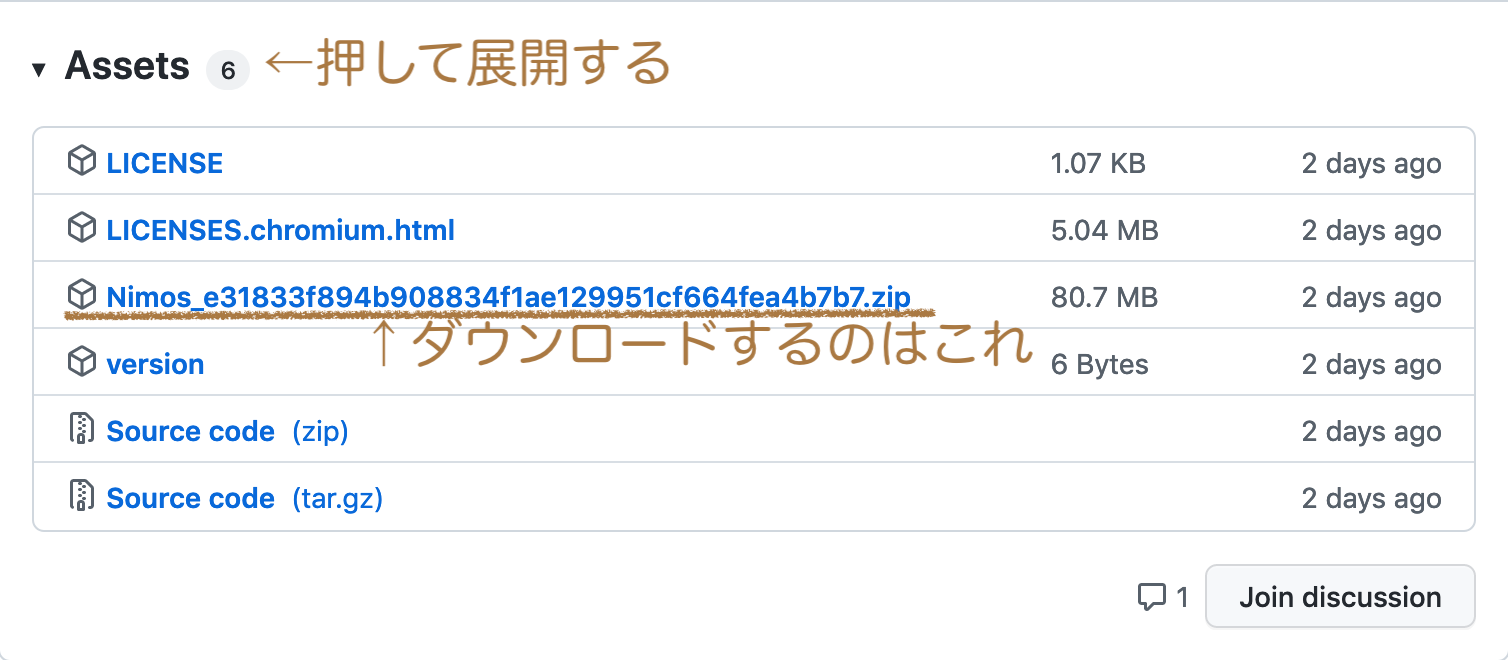 ▼ Assets 6 ←押して展開する
LICENSE 1.07 KB 2 days ago
LICENSES.chromium.html 5.04 MB 2 days ago
Nimos_e31833f894b908834f1ae129951cf664fea4b7b7.zip 80.7 MB 2 days ago
↑ダウンロードするのはこれ
version 6 Bytes 2 days ago
Source code (zip) 2 days ago
Source code (tar.gz) 2 days ago
1 Join discussion